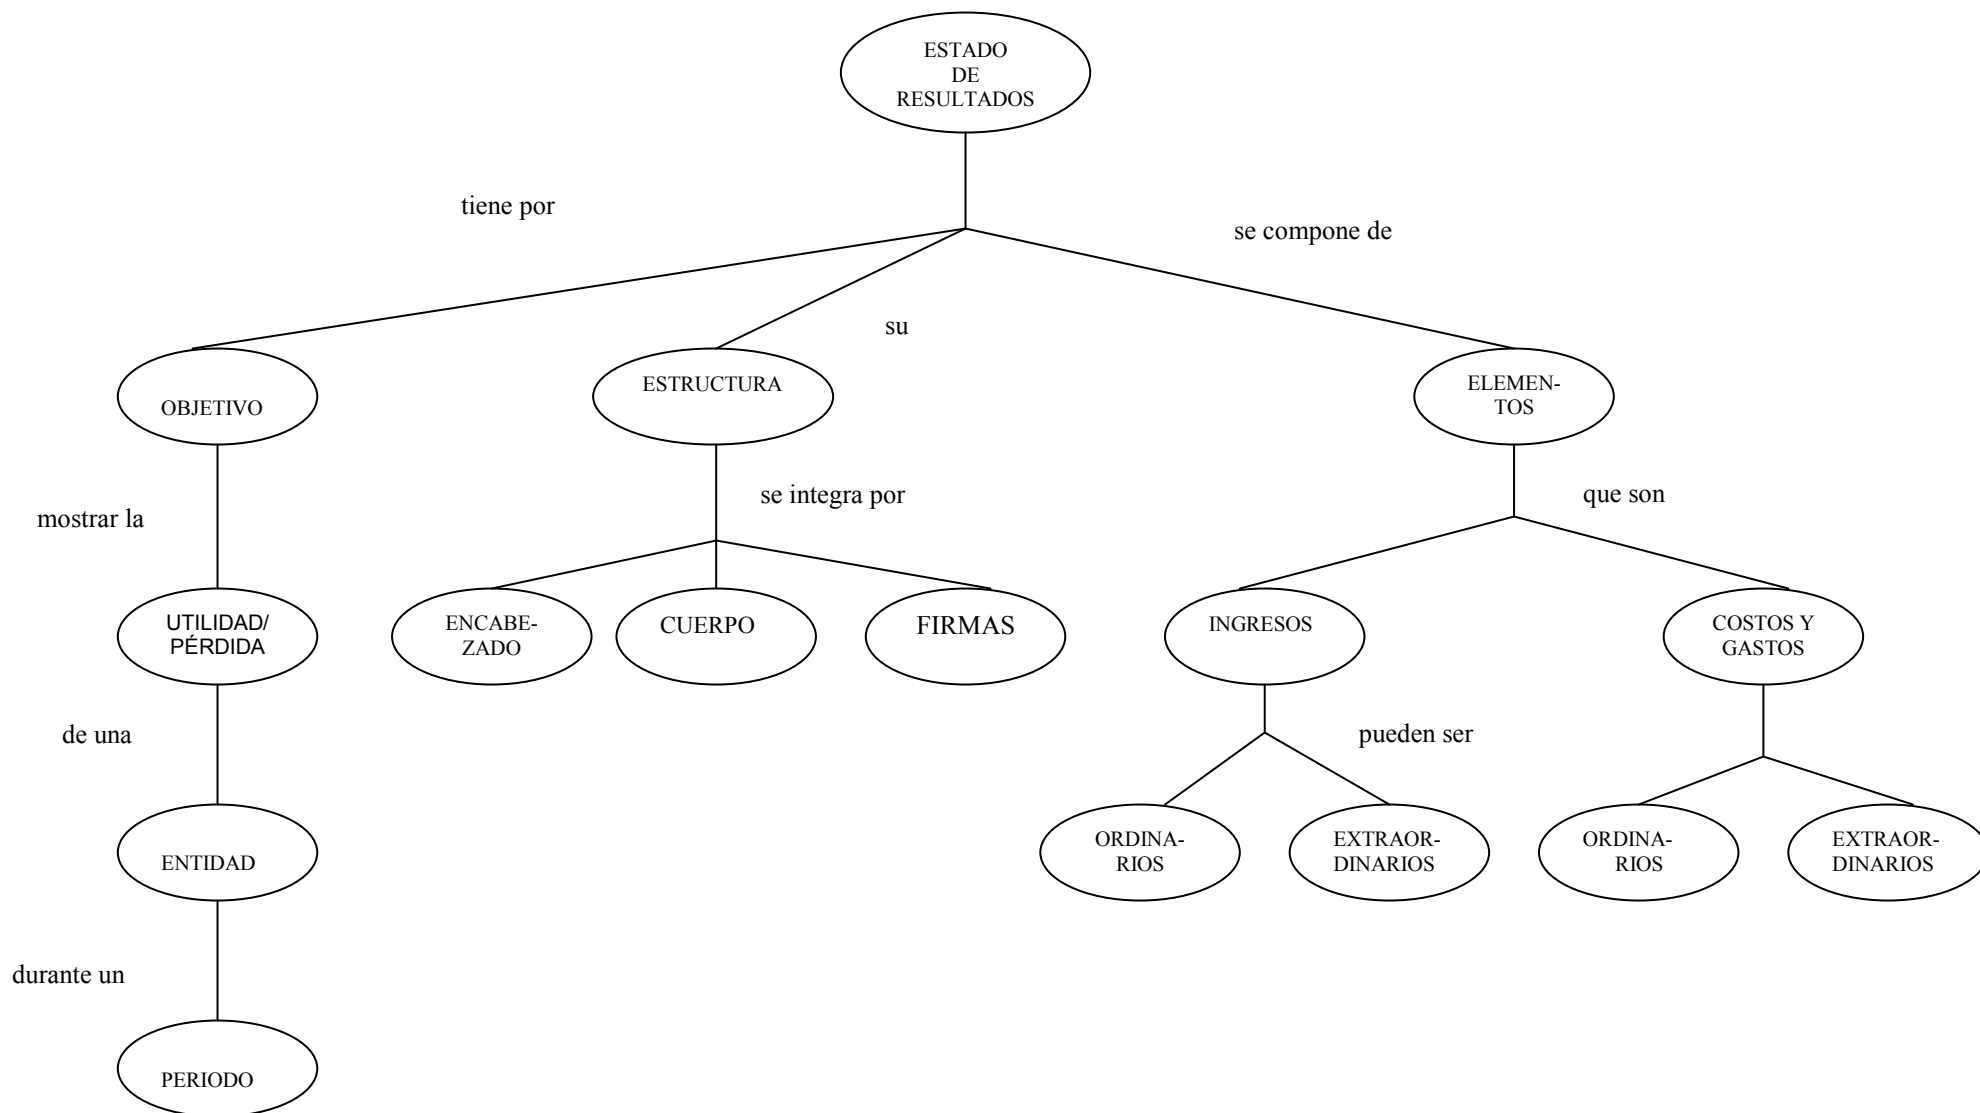 ESTADO
DE
RESULTADOS
tiene por
se compone de
su
OBJETIVO
ESTRUCTURA
ELEMEN-
TOS
mostrar la
se integra por
que son
UTILIDAD/
PÉRDIDA
ENCABE-
ZADO
CUERPO
FIRMAS
INGRESOS
COSTOS Y
GASTOS
de una
pueden ser
ENTIDAD
ORDINA-
RIOS
EXTRAOR-
DINARIOS
ORDINA-
RIOS
EXTRAOR-
DINARIOS
durante un
PERIODO